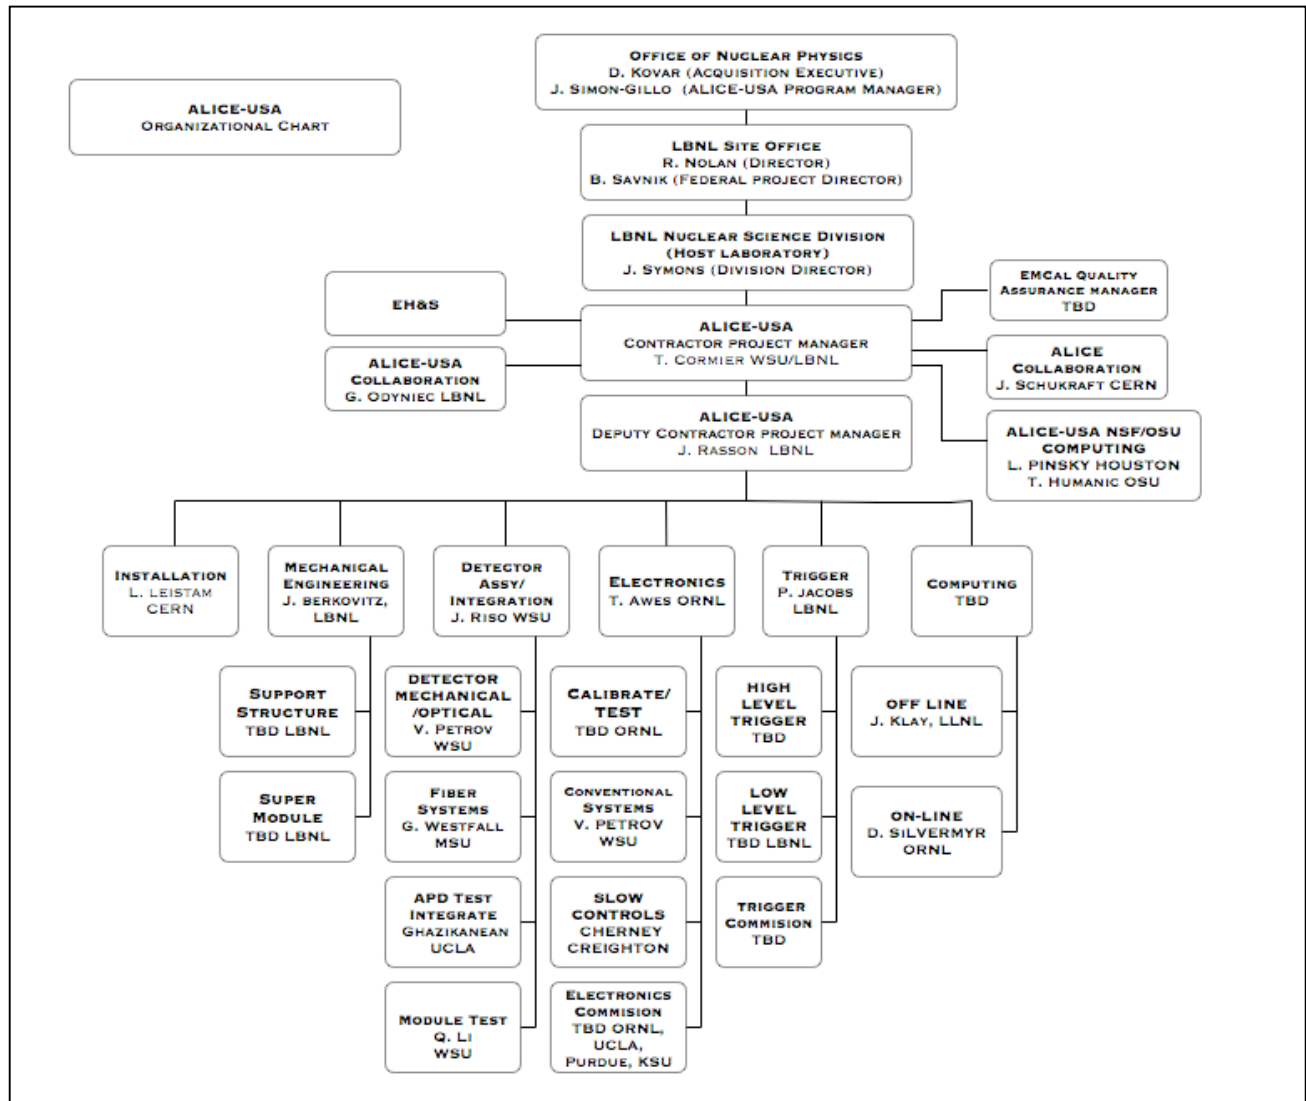 ALICE-USA
Organizational Chart
Office of Nuclear Physics
D. Kovar (Acquisition Executive)
J. Simon-Gillo (ALICE-USA Program Manager)
LBNL Site Office
R. Nolan (Director)
B. Savnik (Federal project Director)
LBNL Nuclear Science Division
(Host laboratory)
J. Symons (Division Director)
EH&S
EMCal Quality
Assurance manager
TBD
ALICE-USA
Contractor project manager
T. Cormier WSU/LBNL
ALICE-USA
Collaboration
G. Odyniec LBNL
ALICE
Collaboration
J. Schukraft CERN
ALICE-USA
Deputy Contractor project manager
J. Rasson LBNL
ALICE-USA NSF/OSU
COMPUTING
L. PINSKY HOUSTON
T. Humanic OSU
Installation
L. Leistam
CERN
Mechanical
Engineering
J. berkovitz,
LBNL
Detector
Assy/
Integration
J. Riso WSU
Electronics
T. Awes ORNL
Trigger
P. jacobs
LBNL
Computing
TBD
Support
Structure
TBD LBNL
DETECTOR
MECHANICAL
/OPTICAL
V. Petrov
WSU
Calibrate/
TEST
TBD ORNL
HIGH
LEVEL
TRIGGER
TBD
OFF LINE
J. Klay, LLNL
Super
Module
TBD LBNL
Fiber
Systems
G. Westfall
MSU
Conventional
Systems
V. PETROV
WSU
LOW
LEVEL
TRIGGER
TBD LBNL
ON-LINE
D. SiLVERMYR
ORNL
APD Test
Integrate
Ghazikanean
UCLA
SLOW
CONTROLS
CHERNEY
CREIGHTON
TRIGGER
Commision
TBD
Module Test
Q. Li
WSU
Electronics
Commision
TBD ORNL,
UCLA,
Purdue, KSU